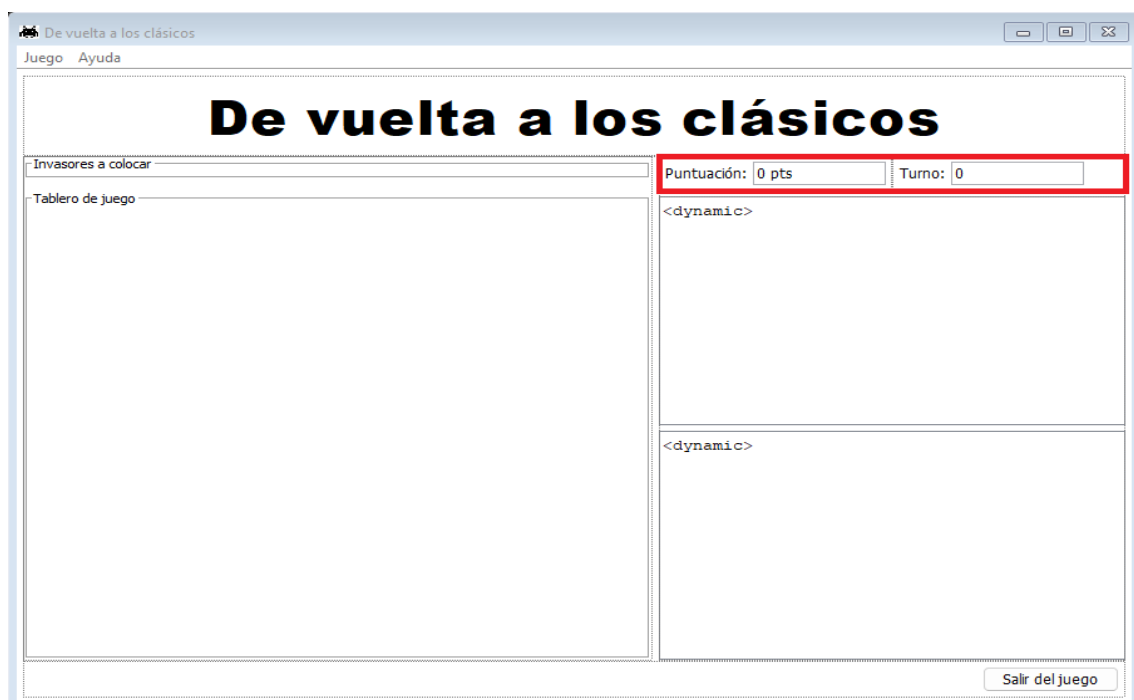 De vuelta a los clásicos
Juego Ayuda
De vuelta a los clásicos
Invasores a colocar
Puntuación: 0 pts Turno: 0
Tablero de juego
<dynamic>
<dynamic>
Salir del juego